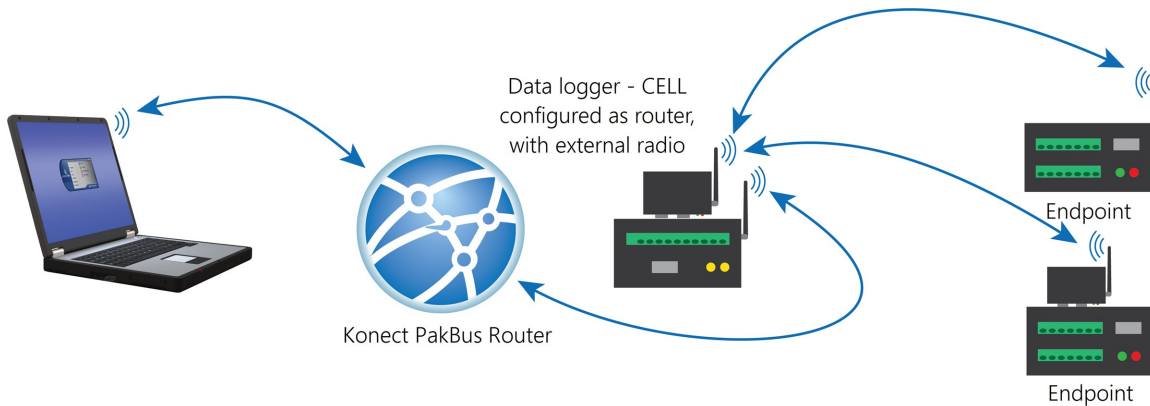 Data logger - CELL
configured as router,
with external radio
Konect PakBus Router
Endpoint
Endpoint